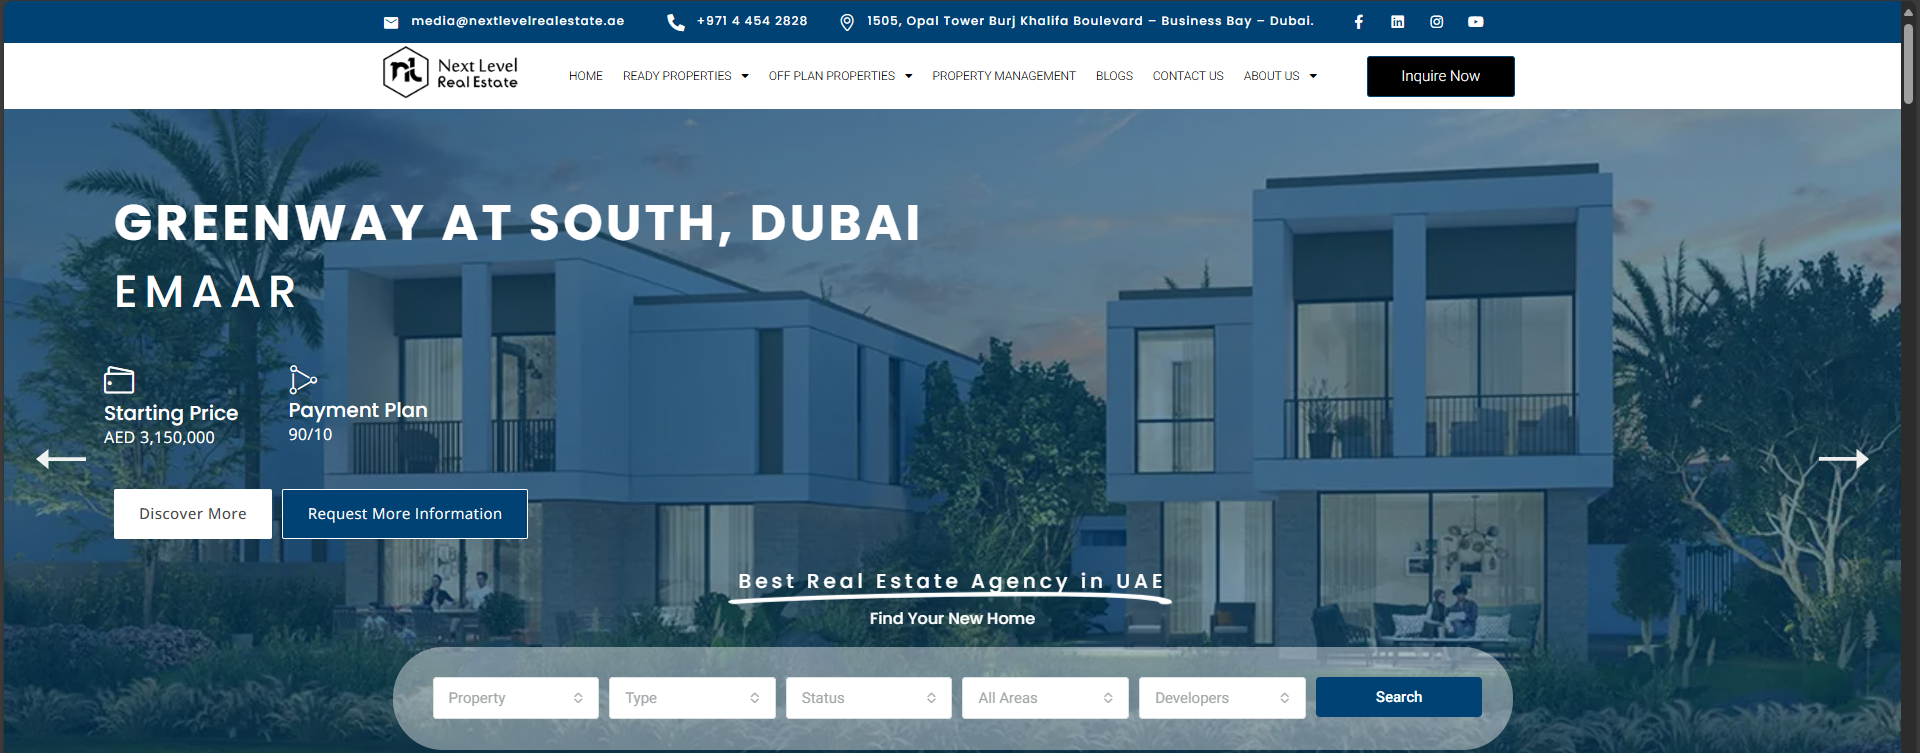 media@nextlevelrealestate.ae
+971 4 454 2828
1505, Opal Tower Burj Khalifa Boulevard – Business Bay – Dubai.
nl Next Level
Real Estate
HOME
READY PROPERTIES
OFF PLAN PROPERTIES
PROPERTY MANAGEMENT
BLOGS
CONTACT US
ABOUT US
Inquire Now
GREENWAY AT SOUTH, DUBAI
EMAAR
Starting Price
AED 3,150,000
Payment Plan
90/10
Discover More
Request More Information
Best Real Estate Agency in UAE
Find Your New Home
Property
Type
Status
All Areas
Developers
Search